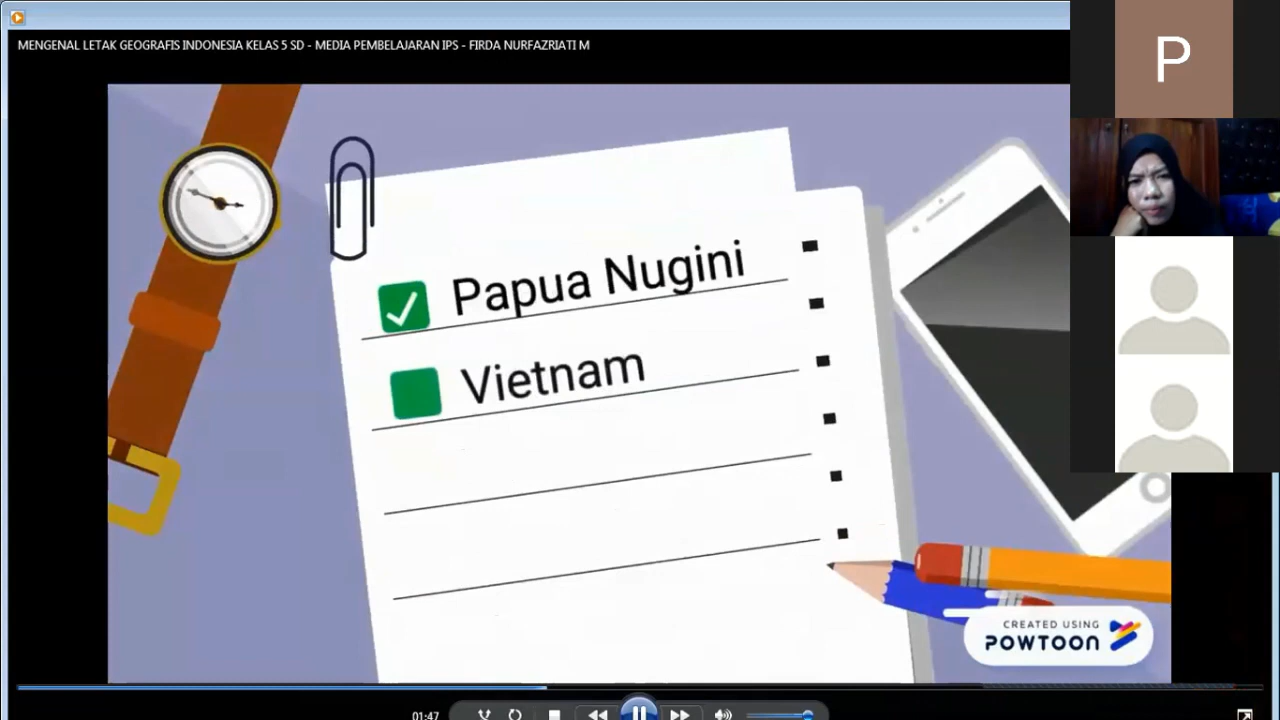 MENGENAL LETAK GEOGRAFIS INDONESIA KELAS 5 SD - MEDIA PEMBELAJARAN IPS - FIRDA NURFAZRIATI M
P
Papua Nugini
Vietnam
CREATED USING
POWTOON
01:47